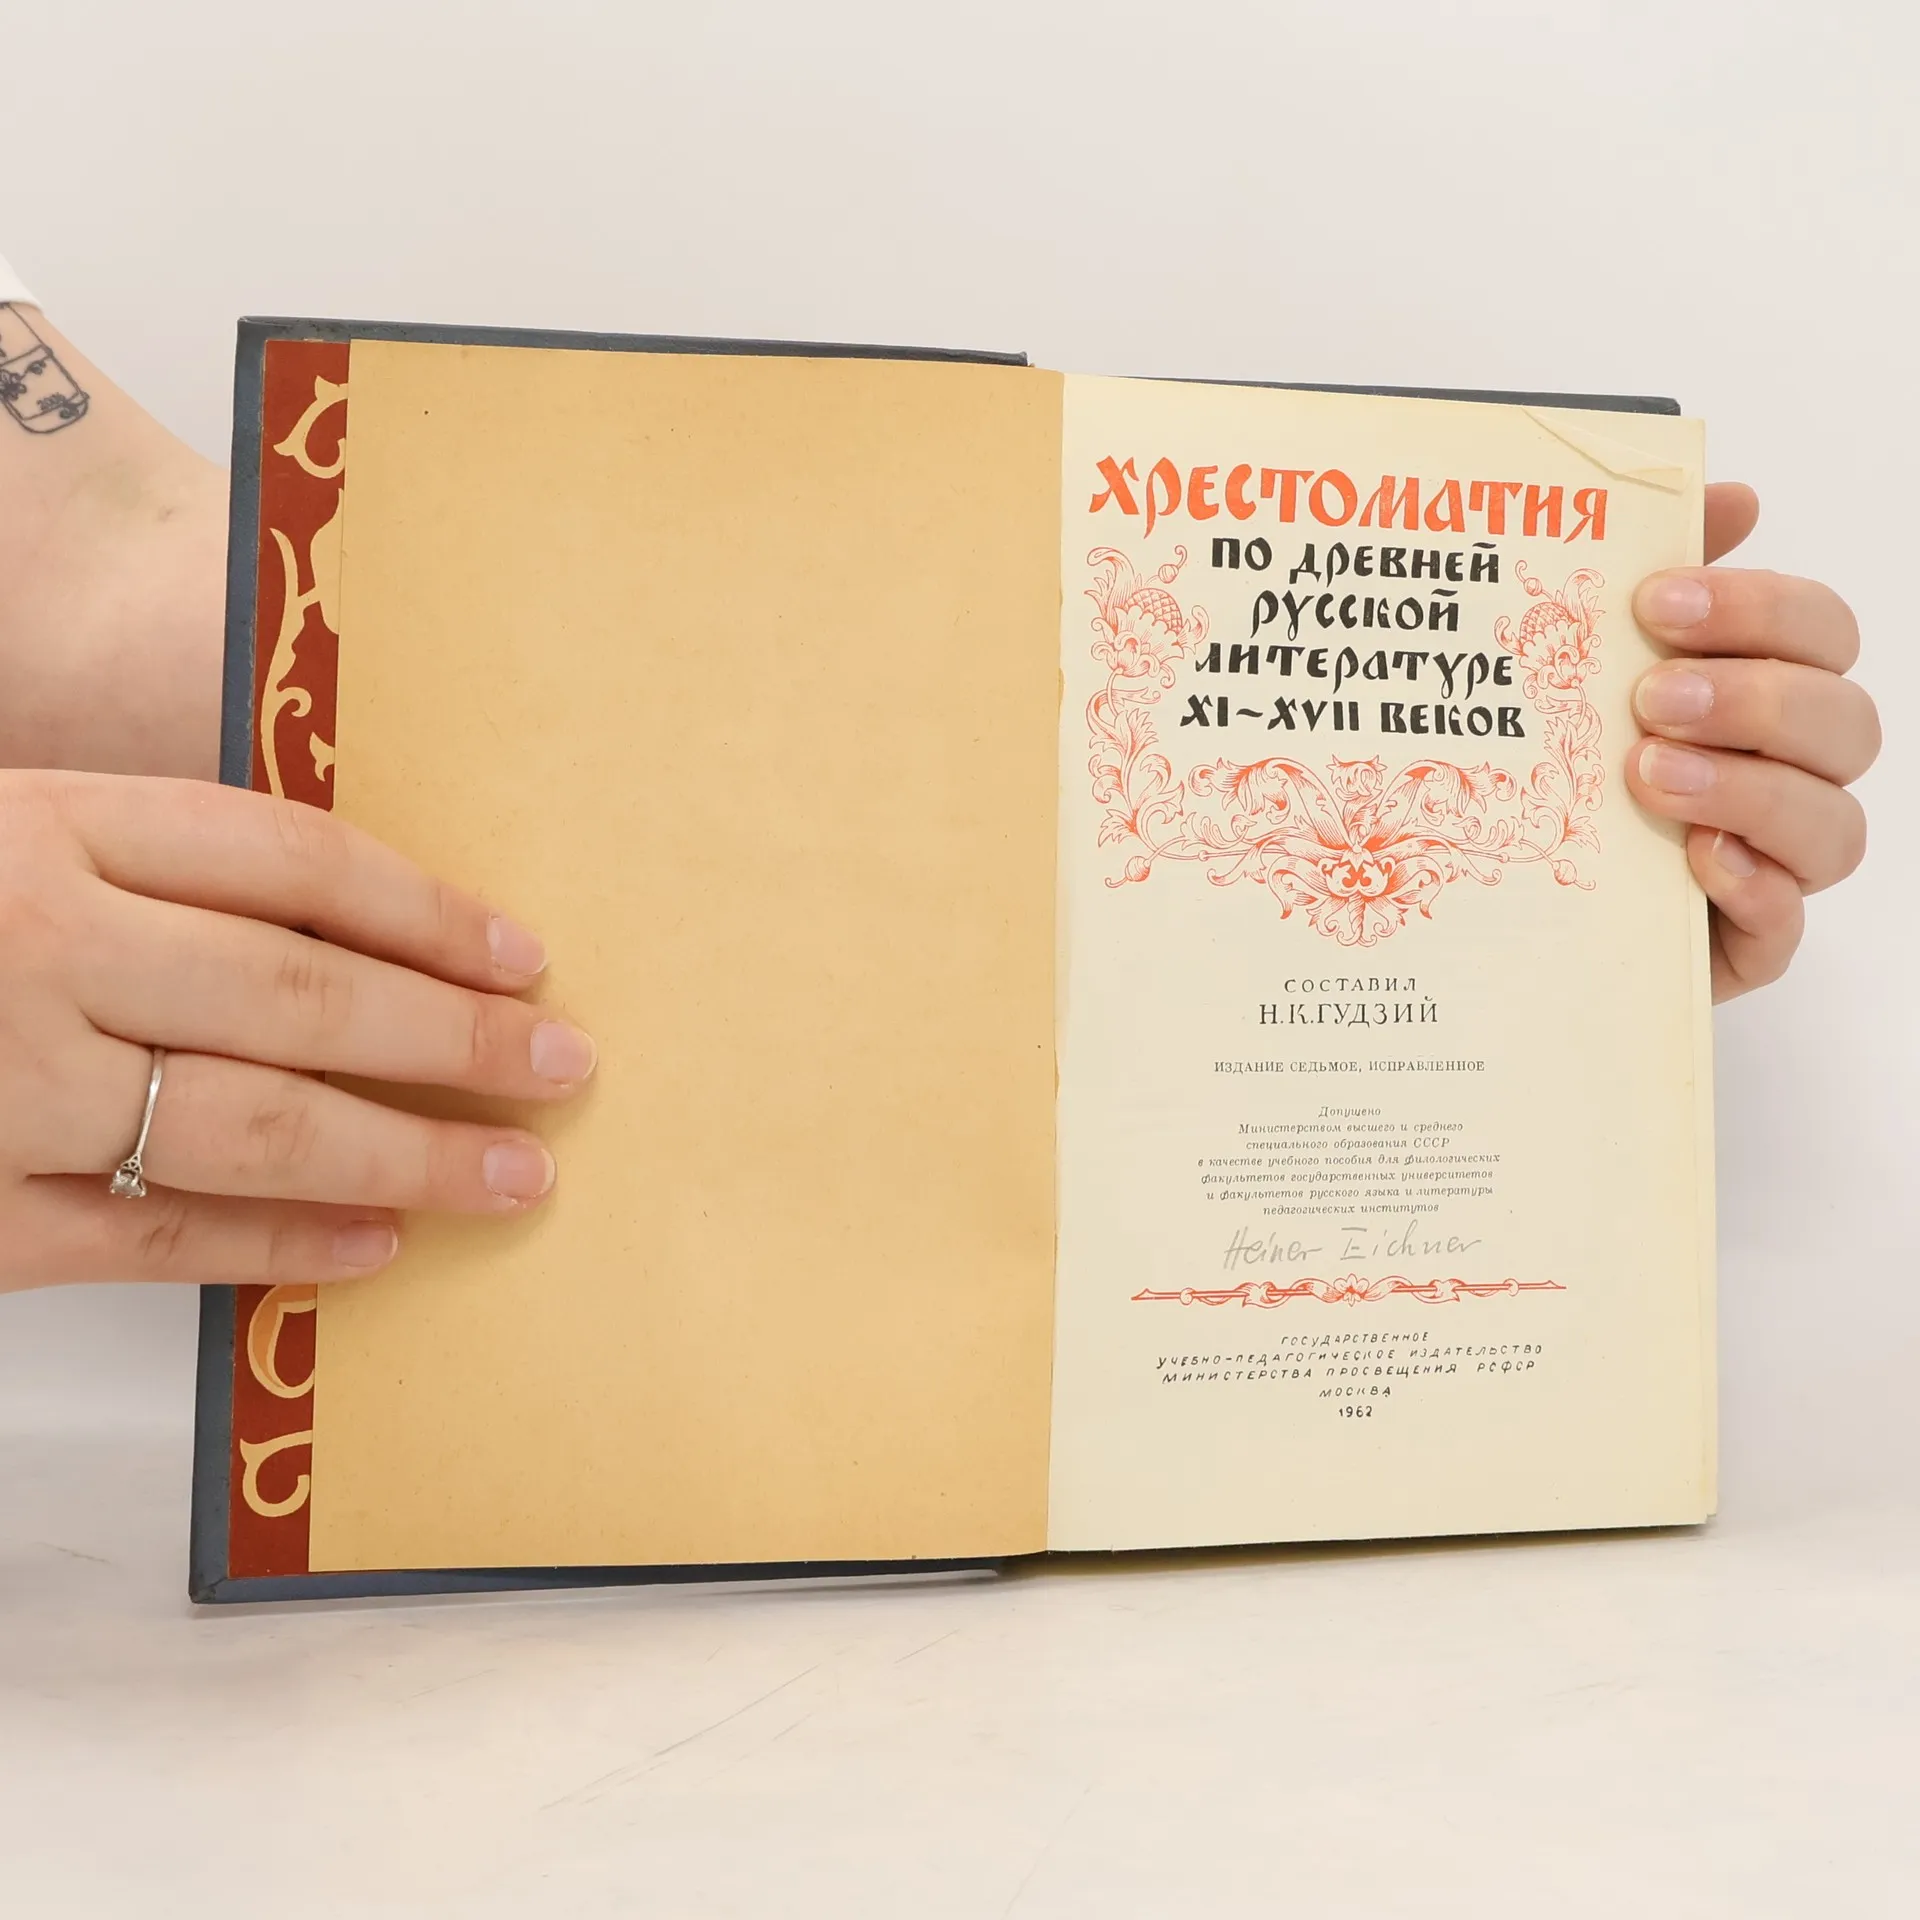 2001
ХРЕСТОМАТИЯ
ПО ДРЕВНЕЙ
РУССКОЙ
ЛИТЕРАТУРЕ
XI~XVII ВЕКОВ
СОСТАВИЛ
Н.К.ГУДЗИЙ
ИЗДАНИЕ СЕДЬМОЕ, ИСПРАВЛЕННОЕ
Допущено
Министерством высшего и среднего
специального образования СССР
в качестве учебного пособия для филологических
факультетов государственных университетов
и факультетов русского языка и литературы
педагогических институтов
Heiner Eichner
ГОСУДАРСТВЕННОЕ
УЧЕБНО-ПЕДАГОГИЧЕСКОЕ ИЗДАТЕЛЬСТВО
МИНИСТЕРСТВА ПРОСВЕЩЕНИЯ РСФСР
МОСКВА
1962